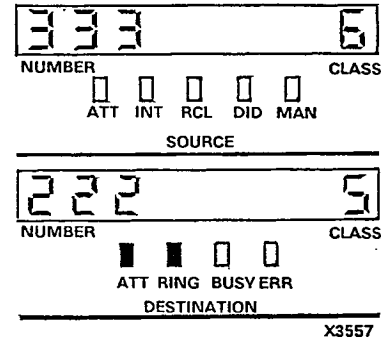 333 6
NUMBER CLASS
ATT INT RCL DID MAN
SOURCE
222 5
NUMBER CLASS
ATT RING BUSY ERR
DESTINATION
X3557